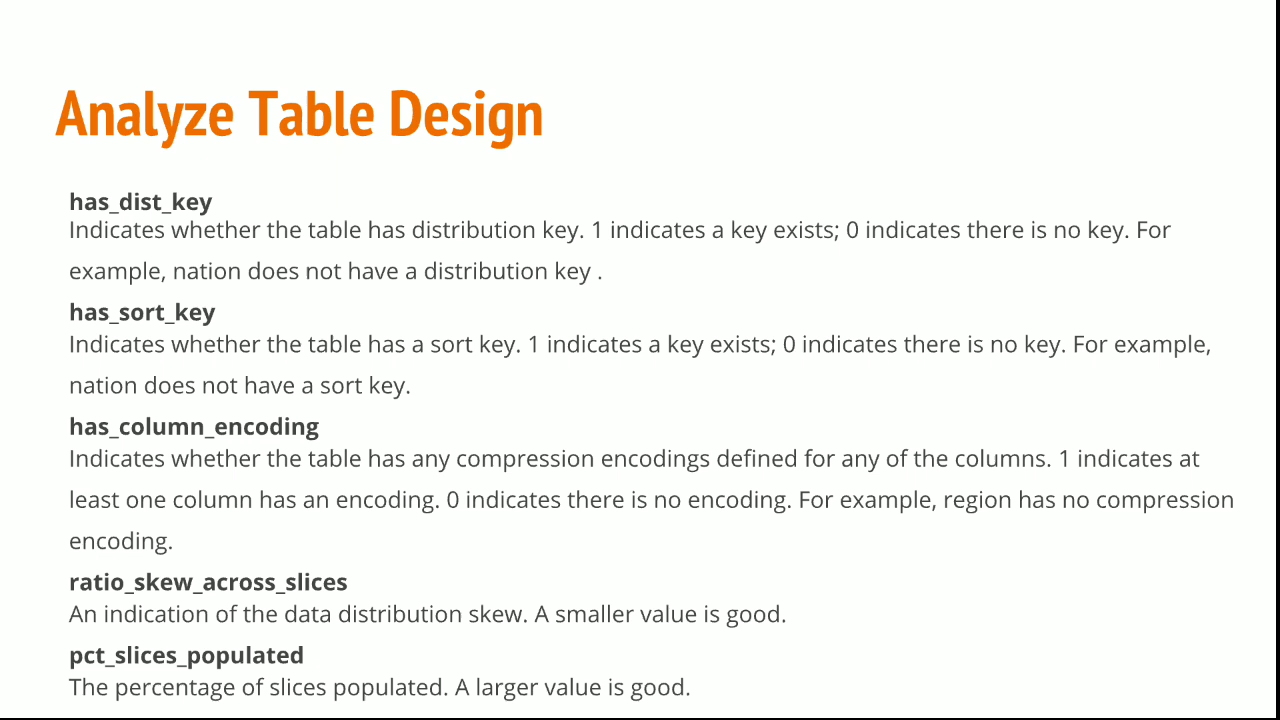 Analyze Table Design
has_dist_key
Indicates whether the table has distribution key. 1 indicates a key exists; 0 indicates there is no key. For
example, nation does not have a distribution key .
has_sort_key
Indicates whether the table has a sort key. 1 indicates a key exists; 0 indicates there is no key. For example,
nation does not have a sort key.
has_column_encoding
Indicates whether the table has any compression encodings defined for any of the columns. 1 indicates at
least one column has an encoding. 0 indicates there is no encoding. For example, region has no compression
encoding.
ratio_skew_across_slices
An indication of the data distribution skew. A smaller value is good.
pct_slices_populated
The percentage of slices populated. A larger value is good.